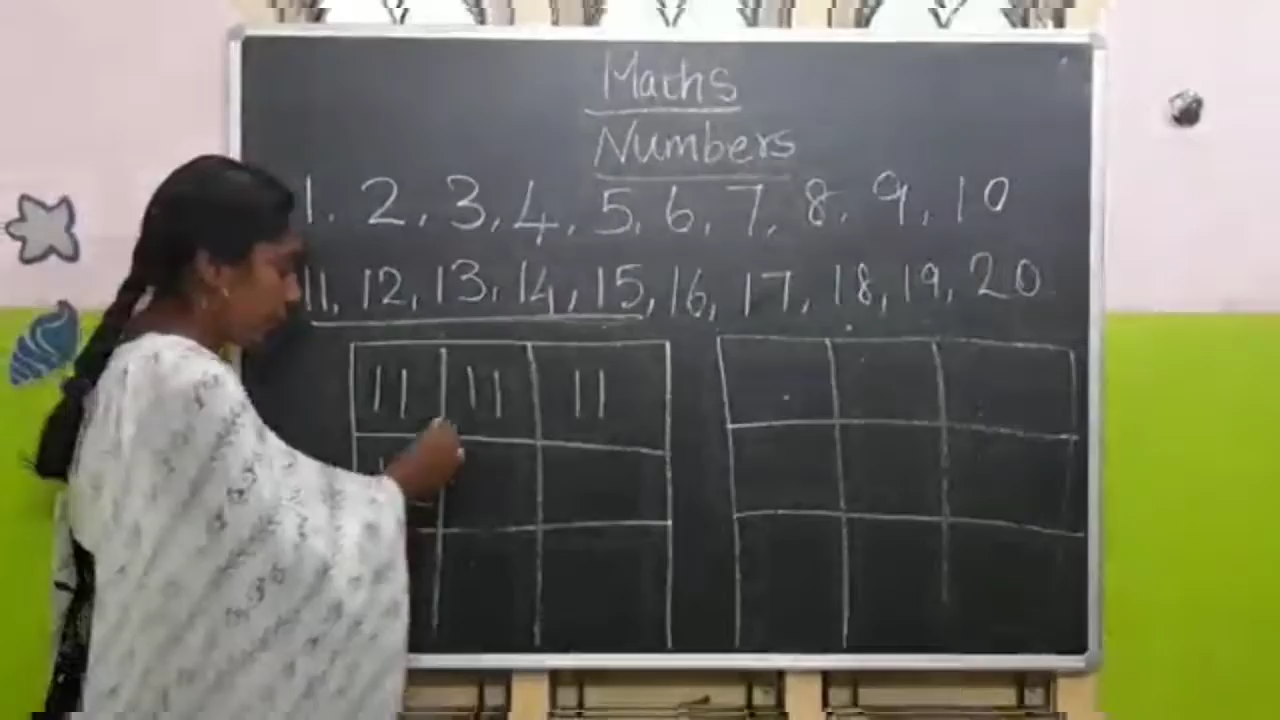 Maths
Numbers
1. 2, 3, 4, 5, 6, 7, 8, 9, 10
11, 12, 13, 14, 15, 16, 17, 18, 19, 20
11 11 11